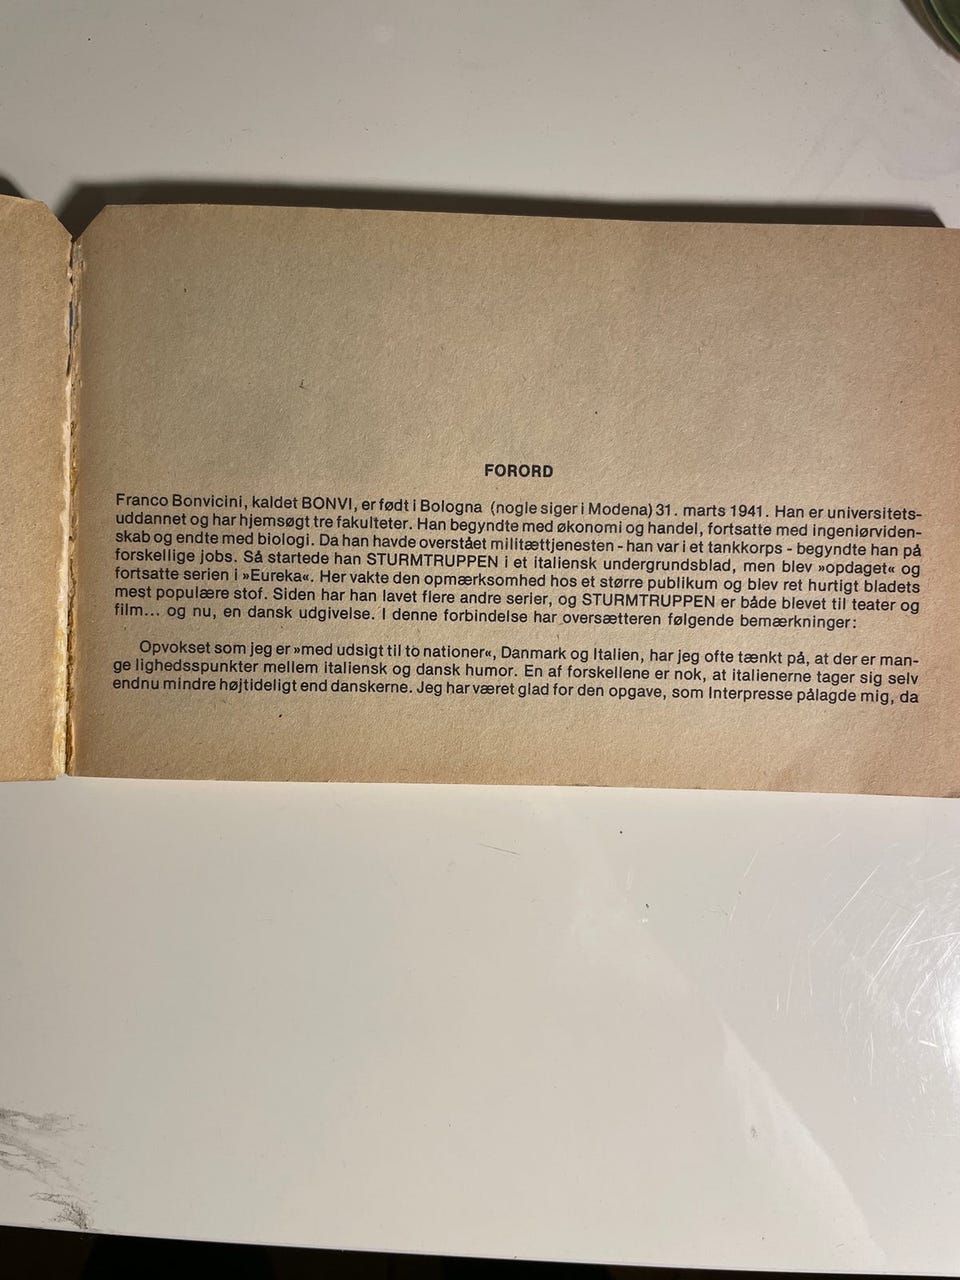 FORORD
Franco Bonvicini, kaldet BONVI, er født i Bologna (nogle siger i Modena) 31. marts 1941. Han er universitets-
uddannet og har hjemsøgt tre fakulteter. Han begyndte med økonomi og handel, fortsatte med ingeniørviden-
skab og endte med biologi. Da han havde overstået militættjenesten - han var i et tankkorps - begyndte han på
forskellige jobs. Så startede han STURMTRUPPEN i et italiensk undergrundsblad, men blev »opdaget« og
fortsatte serien i »Eureka«. Her vakte den opmærksomhed hos et større publikum og blev ret hurtigt bladets
mest populære stof. Siden har han lavet flere andre serier, og STURMTRUPPEN er både blevet til teater og
film... og nu, en dansk udgivelse. I denne forbindelse har oversætteren følgende bemærkninger:
Opvokset som jeg er »med udsigt til to nationer«, Danmark og Italien, har jeg ofte tænkt på, at der er man-
ge lighedsspunkter mellem italiensk og dansk humor. En af forskellene er nok, at italienerne tager sig selv
endnu mindre højtideligt end danskerne. Jeg har været glad for den opgave, som Interpresse pålagde mig, da